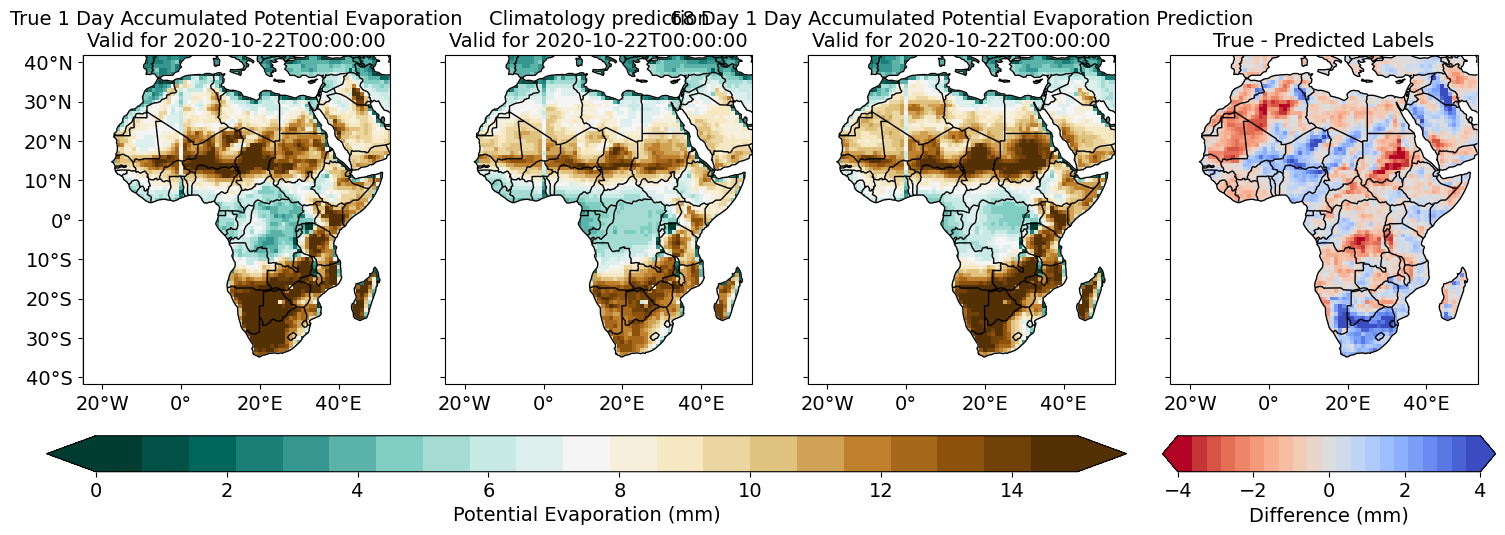 True 1 Day Accumulated Potential Evaporation
Valid for 2020-10-22T00:00:00
Climatology prediction
Valid for 2020-10-22T00:00:00
68 Day 1 Day Accumulated Potential Evaporation Prediction
Valid for 2020-10-22T00:00:00
True - Predicted Labels
40°N
30°N
20°N
10°N
0°
10°S
20°S
30°S
40°S
20°W 0° 20°E 40°E
20°W 0° 20°E 40°E
20°W 0° 20°E 40°E
20°W 0° 20°E 40°E
0 2 4 6 8 10 12 14
Potential Evaporation (mm)
−4 −2 0 2 4
Difference (mm)